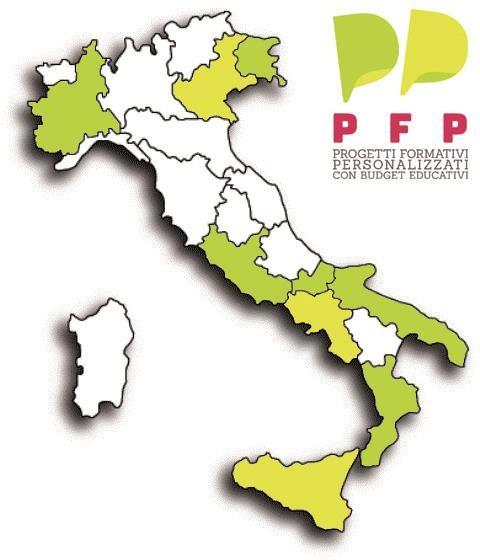 P F P
PROGETTI FORMATIVI
PERSONALIZZATI
CON BUDGET EDUCATIVI